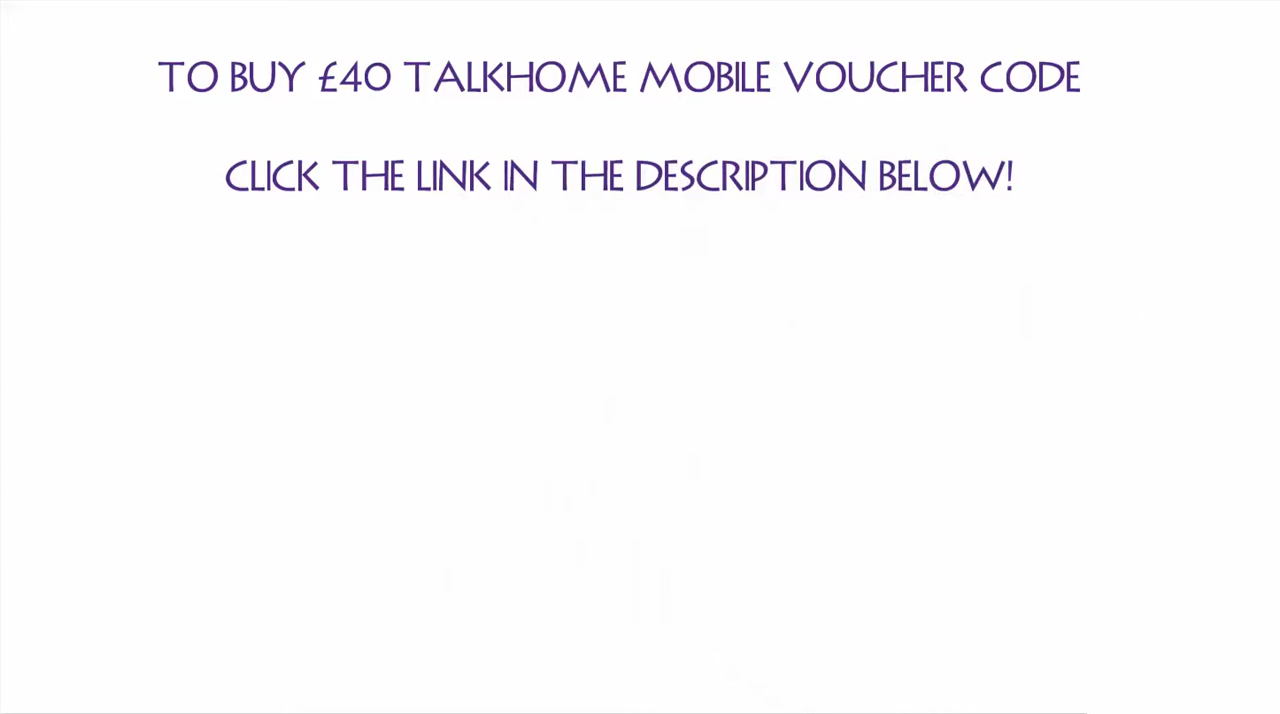 TO BUY £40 TALKHOME MOBILE VOUCHER CODE
CLICK THE LINK IN THE DESCRIPTION BELOW!